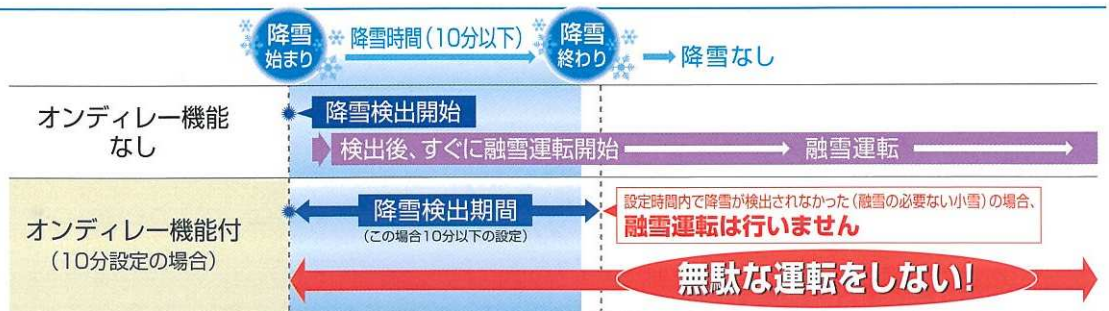 降雪
始まり
降雪時間(10分以下)
降雪
終わり
降雪なし
オンディレー機能
なし
降雪検出開始
検出後、すぐに融雪運転開始
融雪運転
オンディレー機能付
(10分設定の場合)
降雪検出期間
(この場合10分以下の設定)
設定時間内で降雪が検出されなかった(融雪の必要ない小雪)の場合、
融雪運転は行いません
無駄な運転をしない!